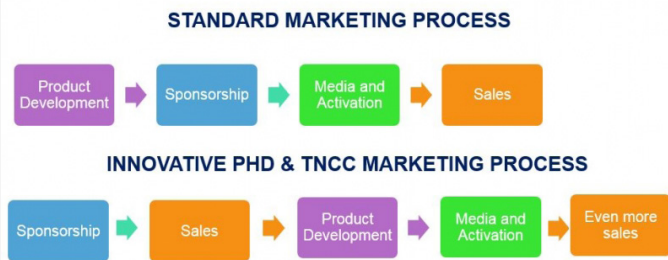 STANDARD MARKETING PROCESS
Product
Development
Sponsorship
Media and
Activation
Sales
INNOVATIVE PHD & TNCC MARKETING PROCESS
Sponsorship
Sales
Product
Development
Media and
Activation
Even more
sales